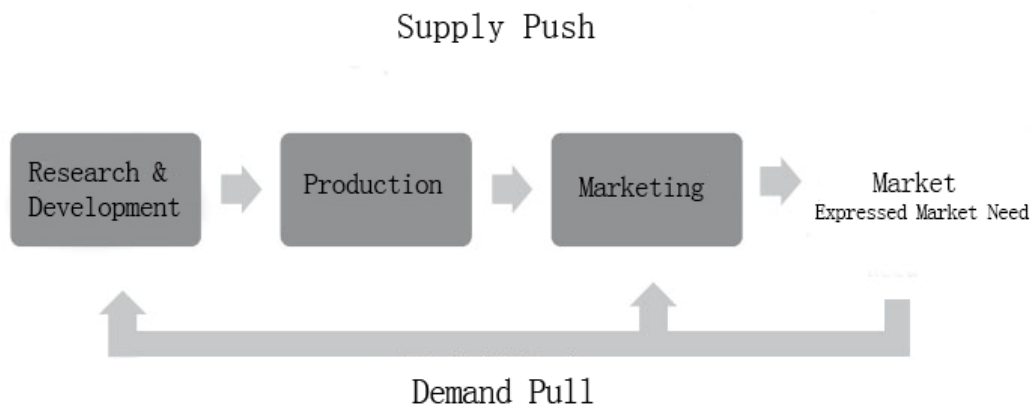 Supply Push
Research &
Development
Production
Marketing
Market
Expressed Market Need
Demand Pull